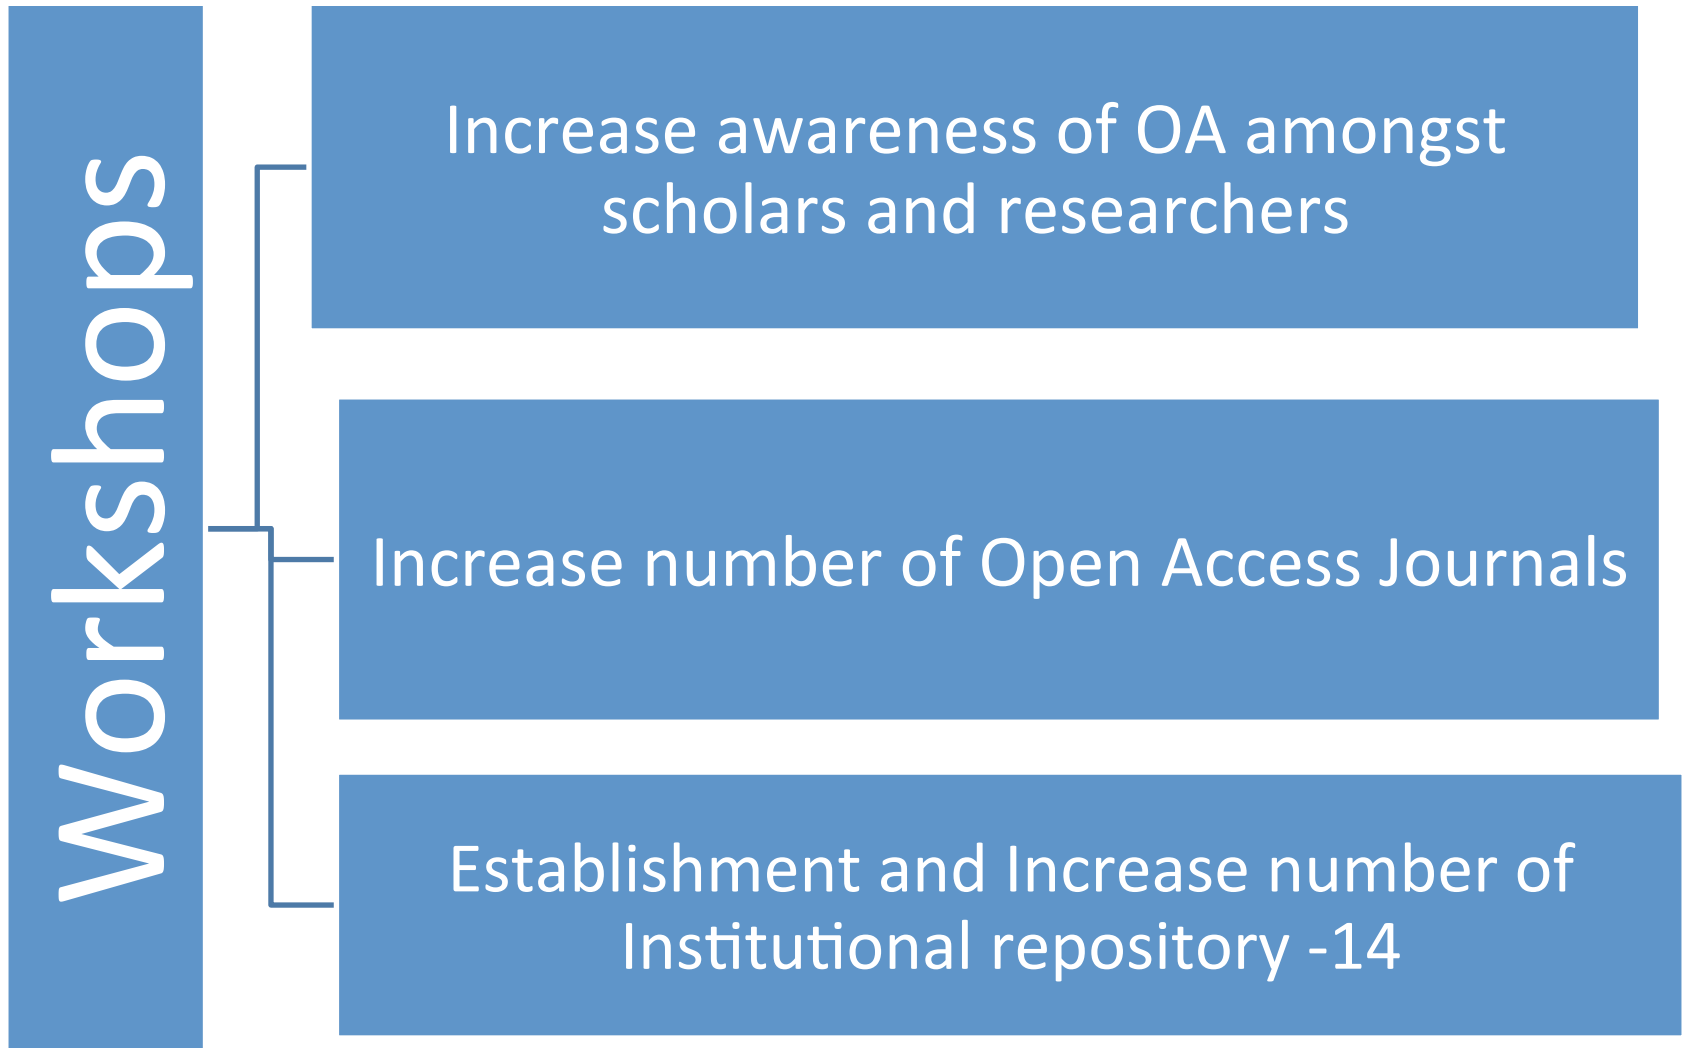 Workshops
Increase awareness of OA amongst
scholars and researchers
Increase number of Open Access Journals
Establishment and Increase number of
Institutional repository -14